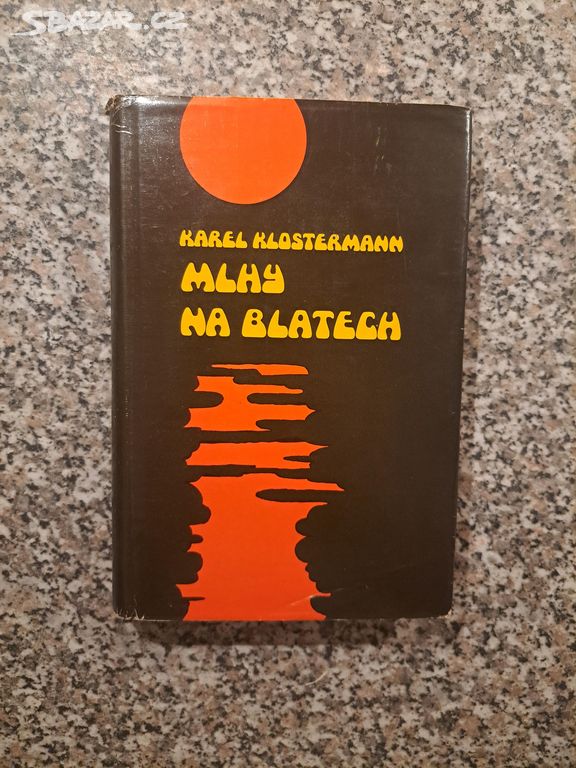 SBAZAR.CZ
KAREL KLOSTERMANN
MLHY
NA BLATECH